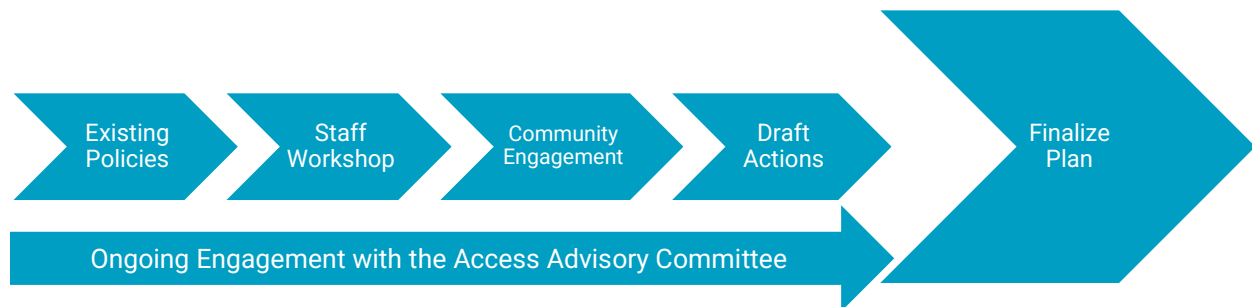 Existing
Policies
Staff
Workshop
Community
Engagement
Draft
Actions
Finalize
Plan
Ongoing Engagement with the Access Advisory Committee